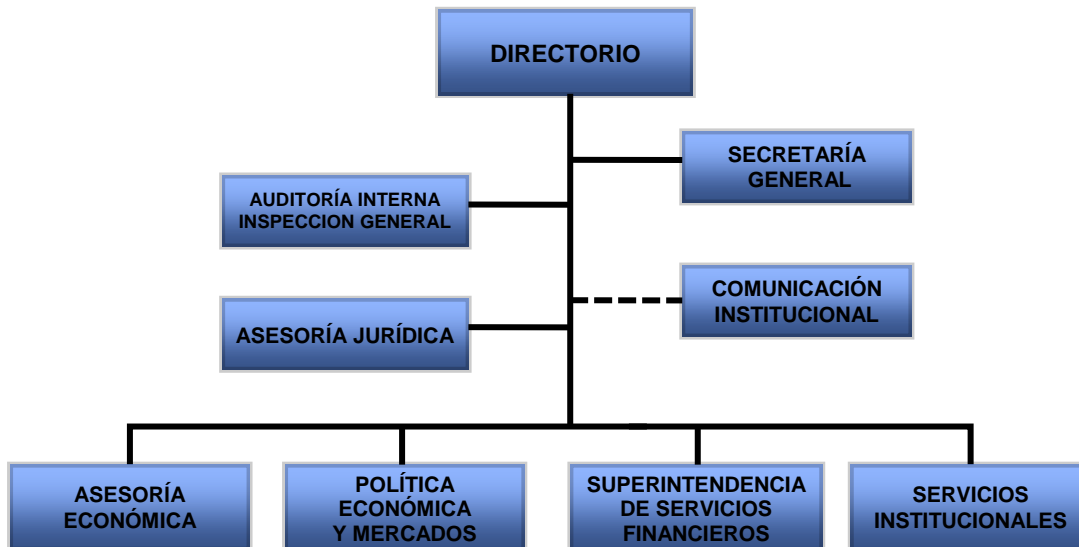 DIRECTORIO
SECRETARÍA
GENERAL
AUDITORÍA INTERNA
INSPECCION GENERAL
COMUNICACIÓN
INSTITUCIONAL
ASESORÍA JURÍDICA
ASESORÍA
ECONÓMICA
POLÍTICA
ECONÓMICA
Y MERCADOS
SUPERINTENDENCIA
DE SERVICIOS
FINANCIEROS
SERVICIOS
INSTITUCIONALES